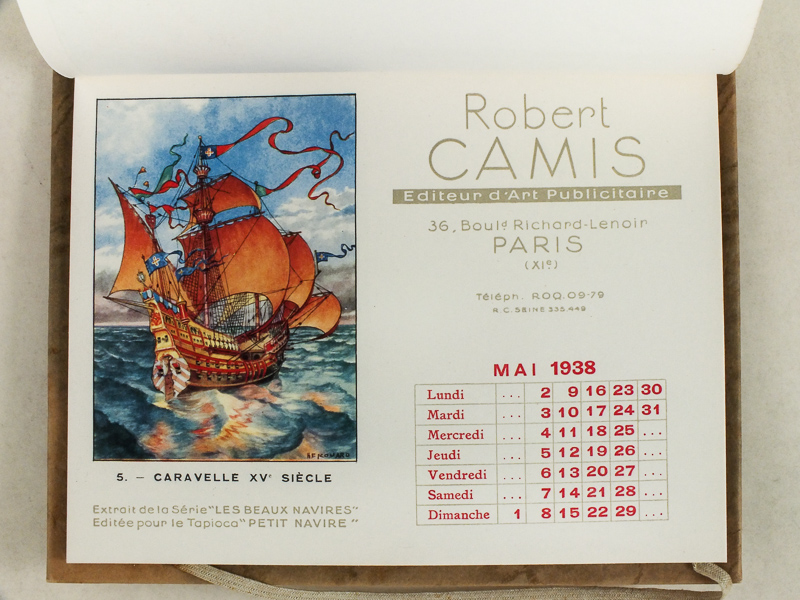 5. — CARAVELLE XVᵉ SIÈCLE
Extrait de la Série "LES BEAUX NAVIRES"
Editée pour le Tapioca "PETIT NAVIRE"
Robert
CAMIS
Editeur d'Art Publicitaire
36, Boulᵈ Richard-Lenoir
PARIS
(XIᵉ)
Téléph. ROQ. 09-79
R.C. SEINE 335.449
MAI 1938
Lundi ... 2 9 16 23 30
Mardi ... 3 10 17 24 31
Mercredi ... 4 11 18 25 ...
Jeudi ... 5 12 19 26 ...
Vendredi ... 6 13 20 27 ...
Samedi ... 7 14 21 28 ...
Dimanche 1 8 15 22 29 ...